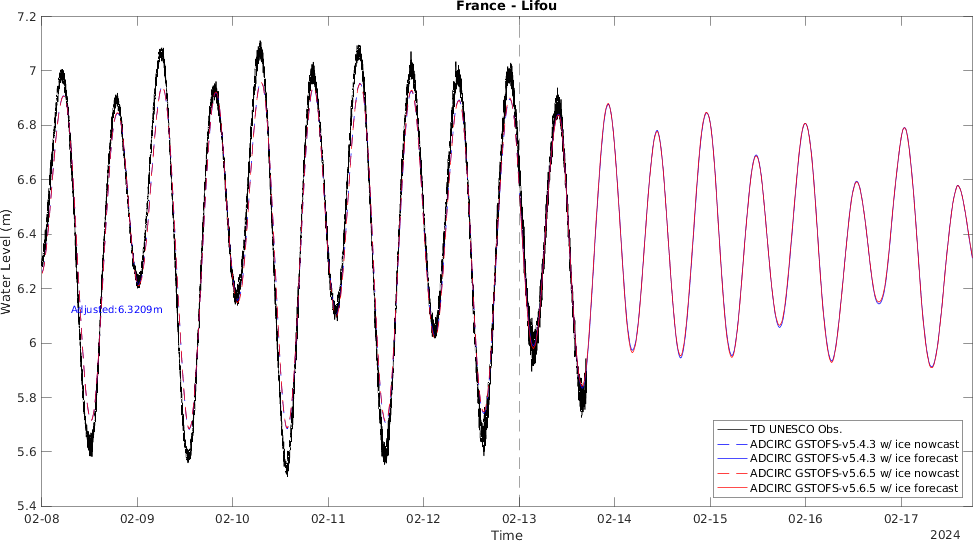 France - Lifou
7.2
7
6.8
6.6
6.4
6.2
6
5.8
5.6
5.4
Water Level (m)
Adjusted:6.3209m
TD UNESCO Obs.
ADCIRC GSTOFS-v5.4.3 w/ ice nowcast
ADCIRC GSTOFS-v5.4.3 w/ ice forecast
ADCIRC GSTOFS-v5.6.5 w/ ice nowcast
ADCIRC GSTOFS-v5.6.5 w/ ice forecast
02-08 02-09 02-10 02-11 02-12 02-13 02-14 02-15 02-16 02-17
Time
2024